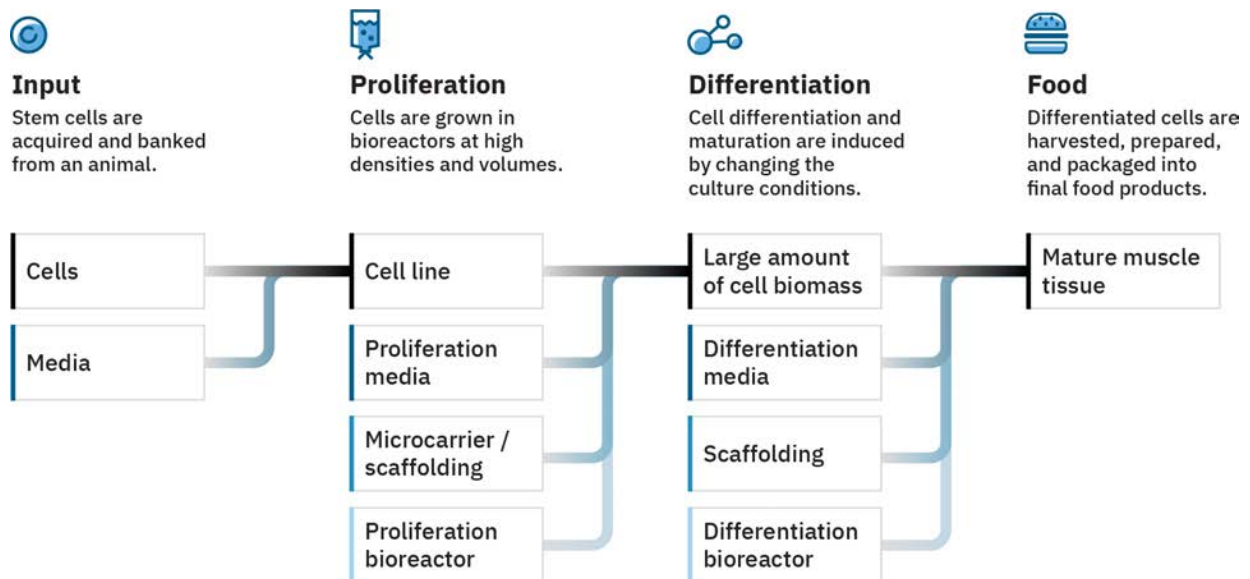 Input
Stem cells are
acquired and banked
from an animal.
Proliferation
Cells are grown in
bioreactors at high
densities and volumes.
Differentiation
Cell differentiation and
maturation are induced
by changing the
culture conditions.
Food
Differentiated cells are
harvested, prepared,
and packaged into
final food products.
Cells
Media
Cell line
Proliferation
media
Microcarrier /
scaffolding
Proliferation
bioreactor
Large amount
of cell biomass
Differentiation
media
Scaffolding
Differentiation
bioreactor
Mature muscle
tissue